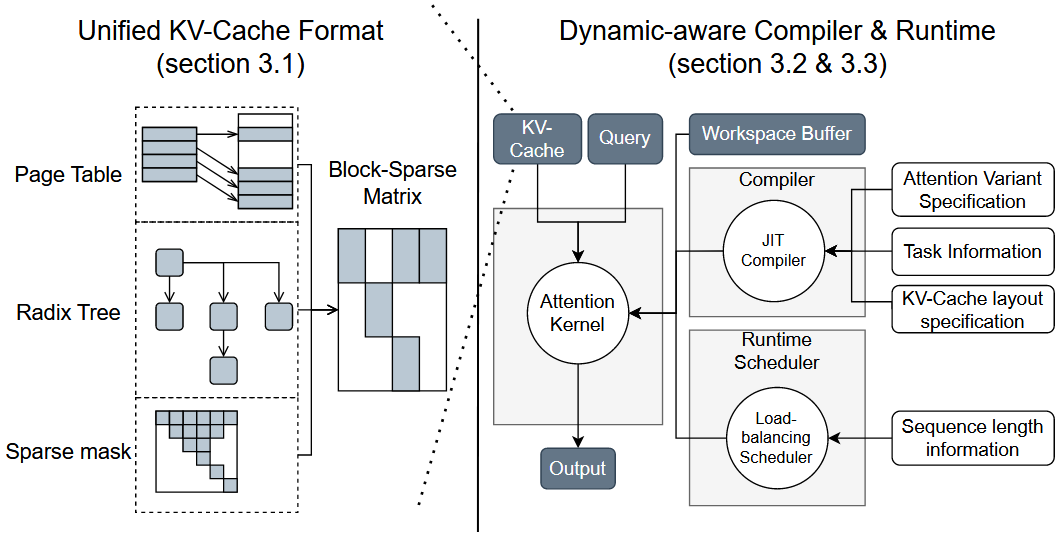 Unified KV-Cache Format
(section 3.1)
Page Table
Radix Tree
Sparse mask
Block-Sparse
Matrix
Dynamic-aware Compiler & Runtime
(section 3.2 & 3.3)
KV-
Cache
Query
Workspace Buffer
Attention
Kernel
Output
Compiler
JIT
Compiler
Runtime
Scheduler
Load-
balancing
Scheduler
Attention Variant
Specification
Task Information
KV-Cache layout
specification
Sequence length
information